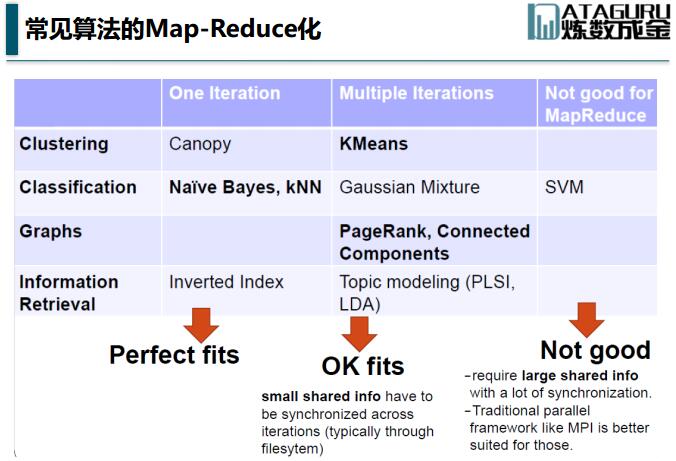 常见算法的Map-Reduce化
DATAGURU
炼数成金
One Iteration
Multiple Iterations
Not good for
MapReduce
Clustering
Canopy
KMeans
Classification
Naïve Bayes, kNN
Gaussian Mixture
SVM
Graphs
PageRank, Connected
Components
Information
Retrieval
Inverted Index
Topic modeling (PLSI,
LDA)
Perfect fits
OK fits
small shared info have to
be synchronized across
iterations (typically through
filesytem)
Not good
–require large shared info
with a lot of synchronization.
–Traditional parallel
framework like MPI is better
suited for those.